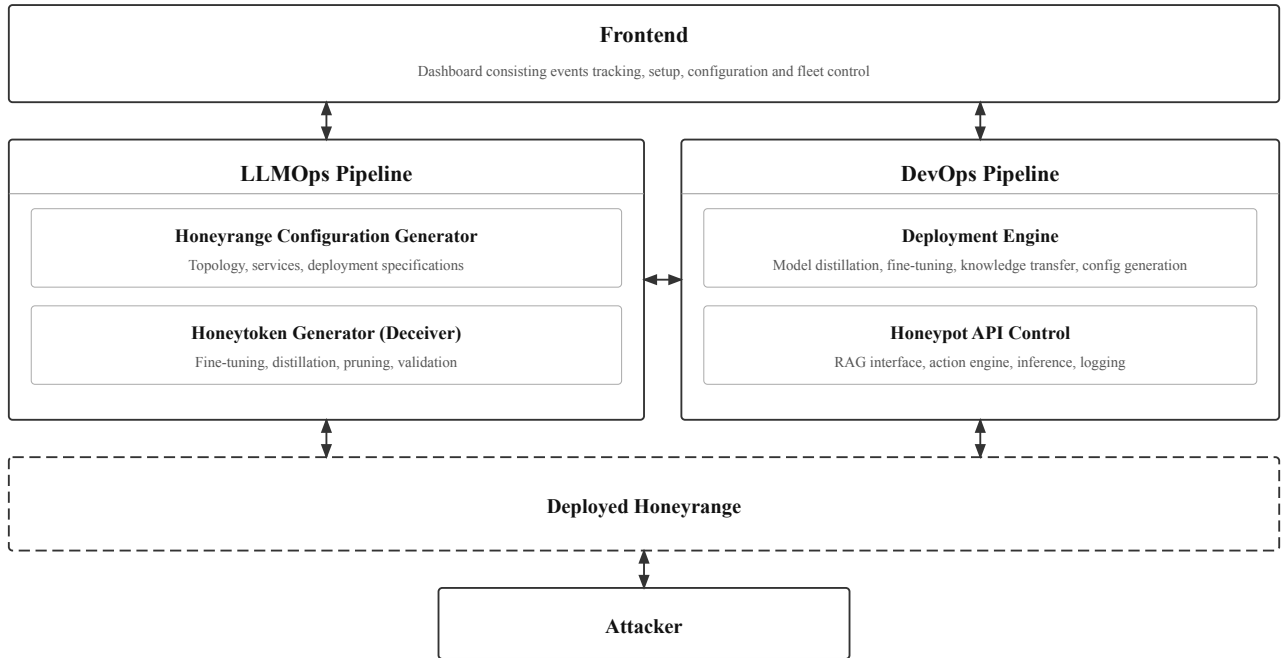 Frontend
Dashboard consisting events tracking, setup, configuration and fleet control
LLMOps Pipeline
Honeyrange Configuration Generator
Topology, services, deployment specifications
Honeytoken Generator (Deceiver)
Fine-tuning, distillation, pruning, validation
DevOps Pipeline
Deployment Engine
Model distillation, fine-tuning, knowledge transfer, config generation
Honeypot API Control
RAG interface, action engine, inference, logging
Deployed Honeyrange
Attacker